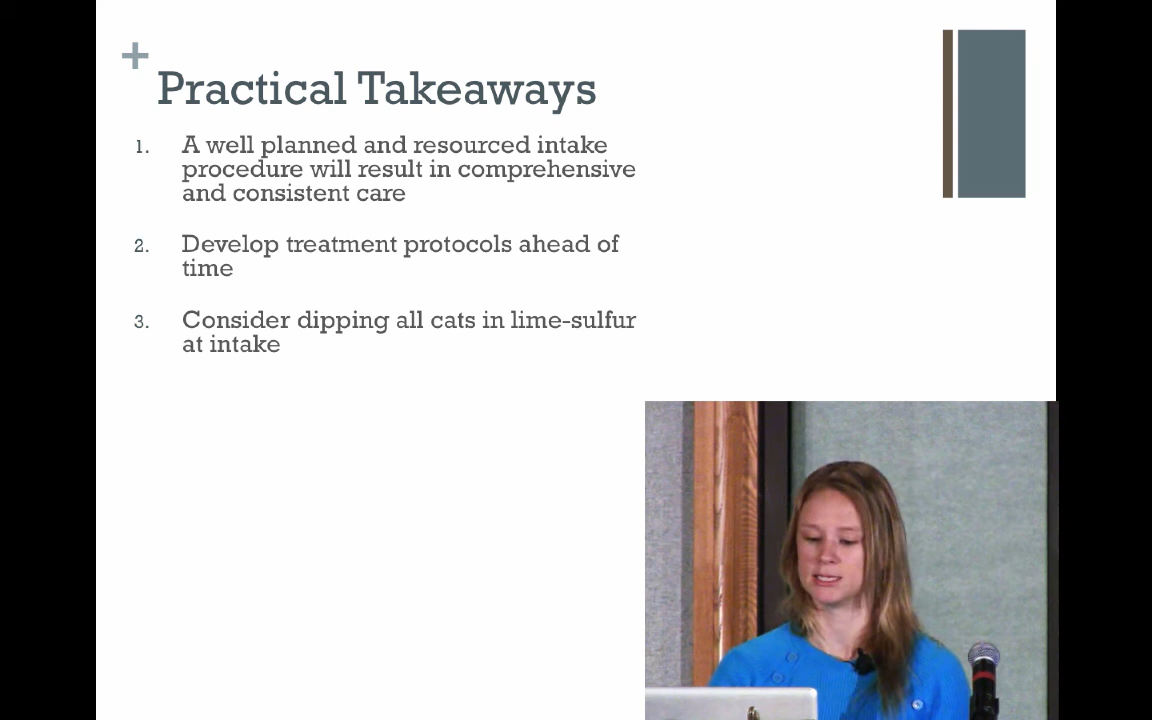 +
Practical Takeaways
1. A well planned and resourced intake
procedure will result in comprehensive
and consistent care
2. Develop treatment protocols ahead of
time
3. Consider dipping all cats in lime-sulfur
at intake